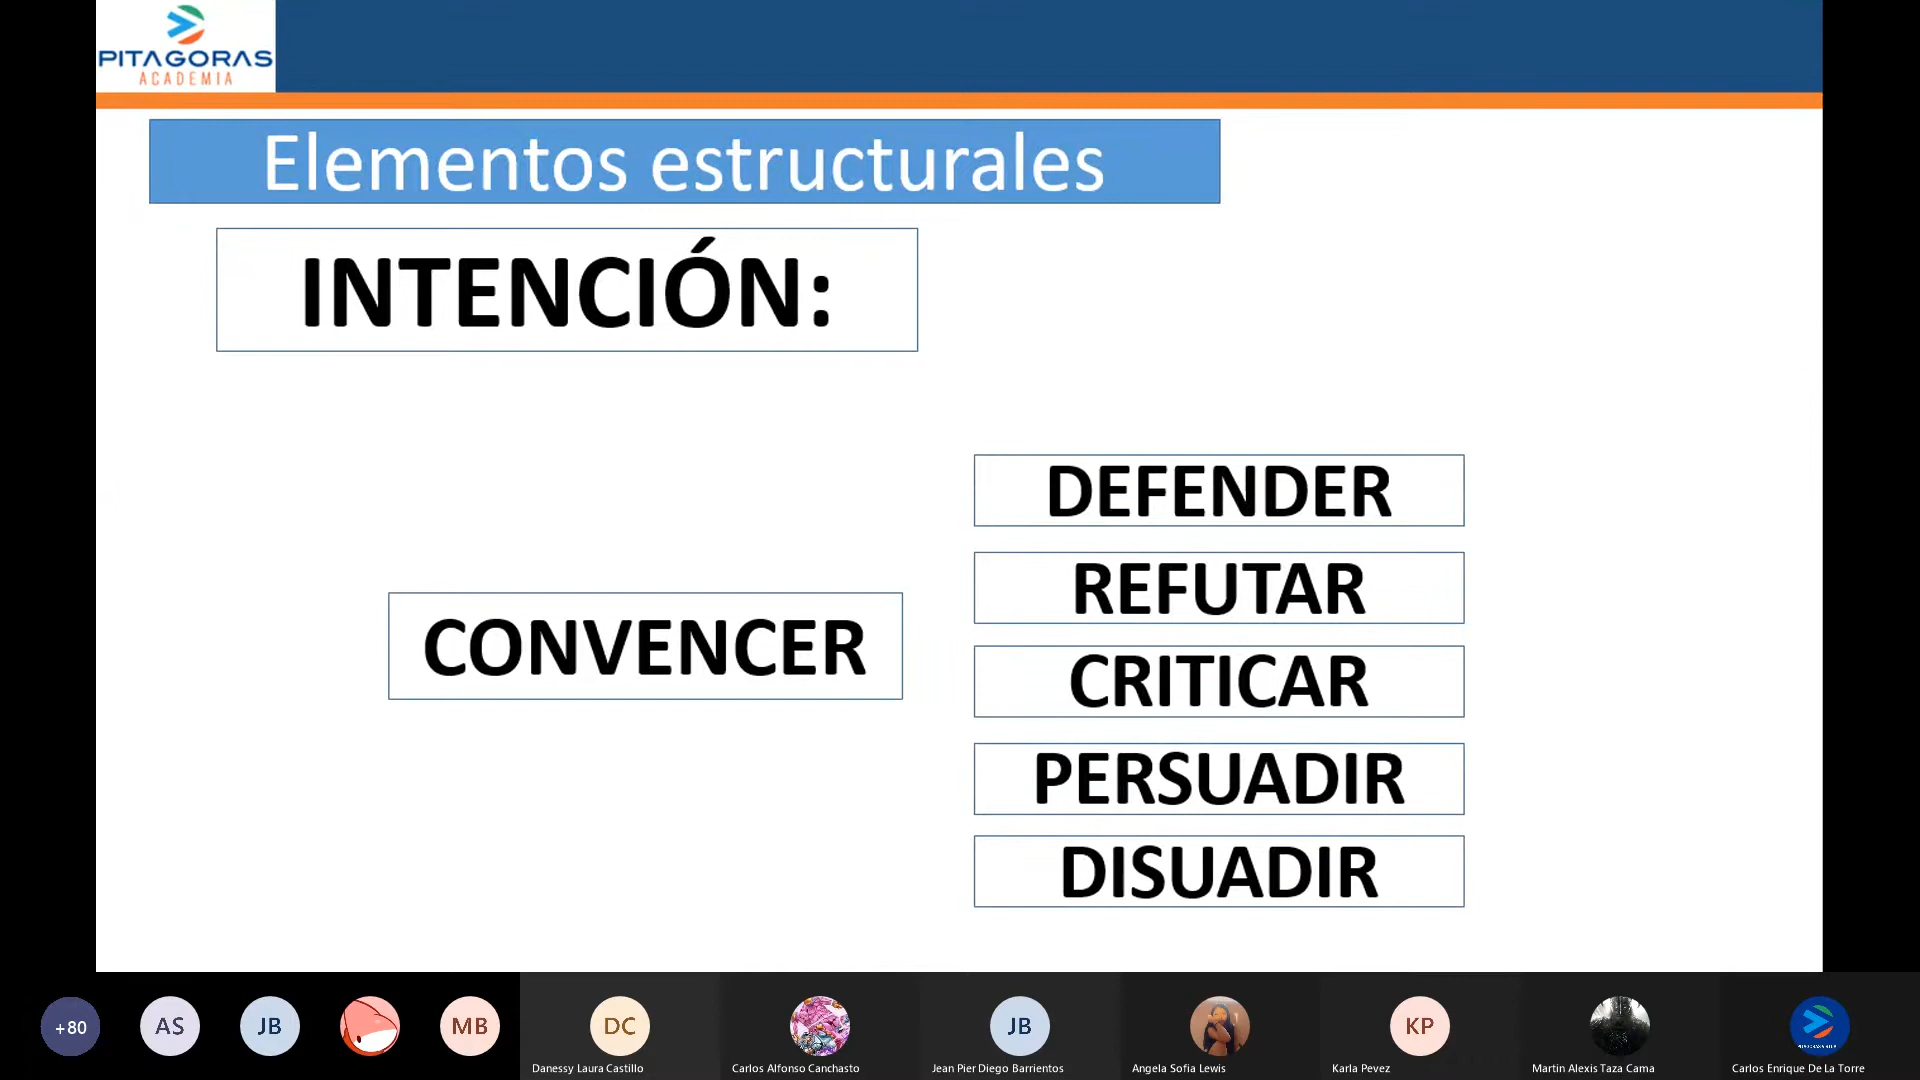 PITAGORAS
ACADEMIA
Elementos estructurales
INTENCIÓN:
CONVENCER
DEFENDER
REFUTAR
CRITICAR
PERSUADIR
DISUADIR
+80
AS
JB
MB
DC
JB
KP
Danessy Laura Castillo
Carlos Alfonso Canchasto
Jean Pier Diego Barrientos
Angela Sofia Lewis
Karla Pevez
Martin Alexis Taza Cama
Carlos Enrique De La Torre